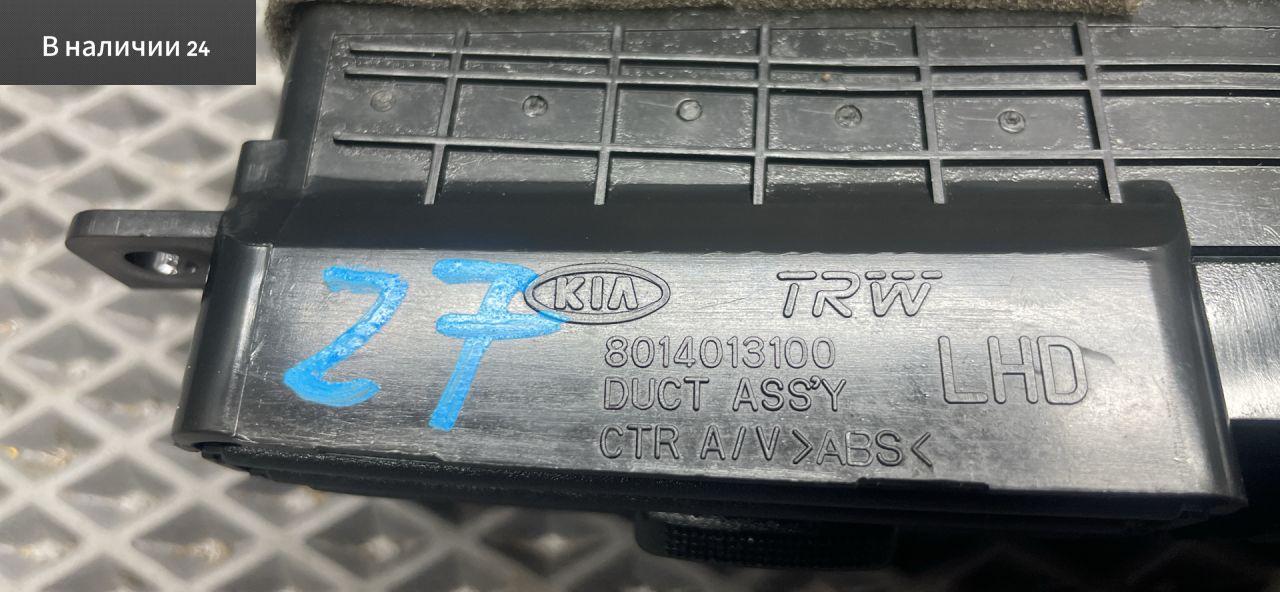 В наличии 24
27
KIA TRW
8014013100
DUCT ASS'Y
LHD
CTR A/V >ABS<